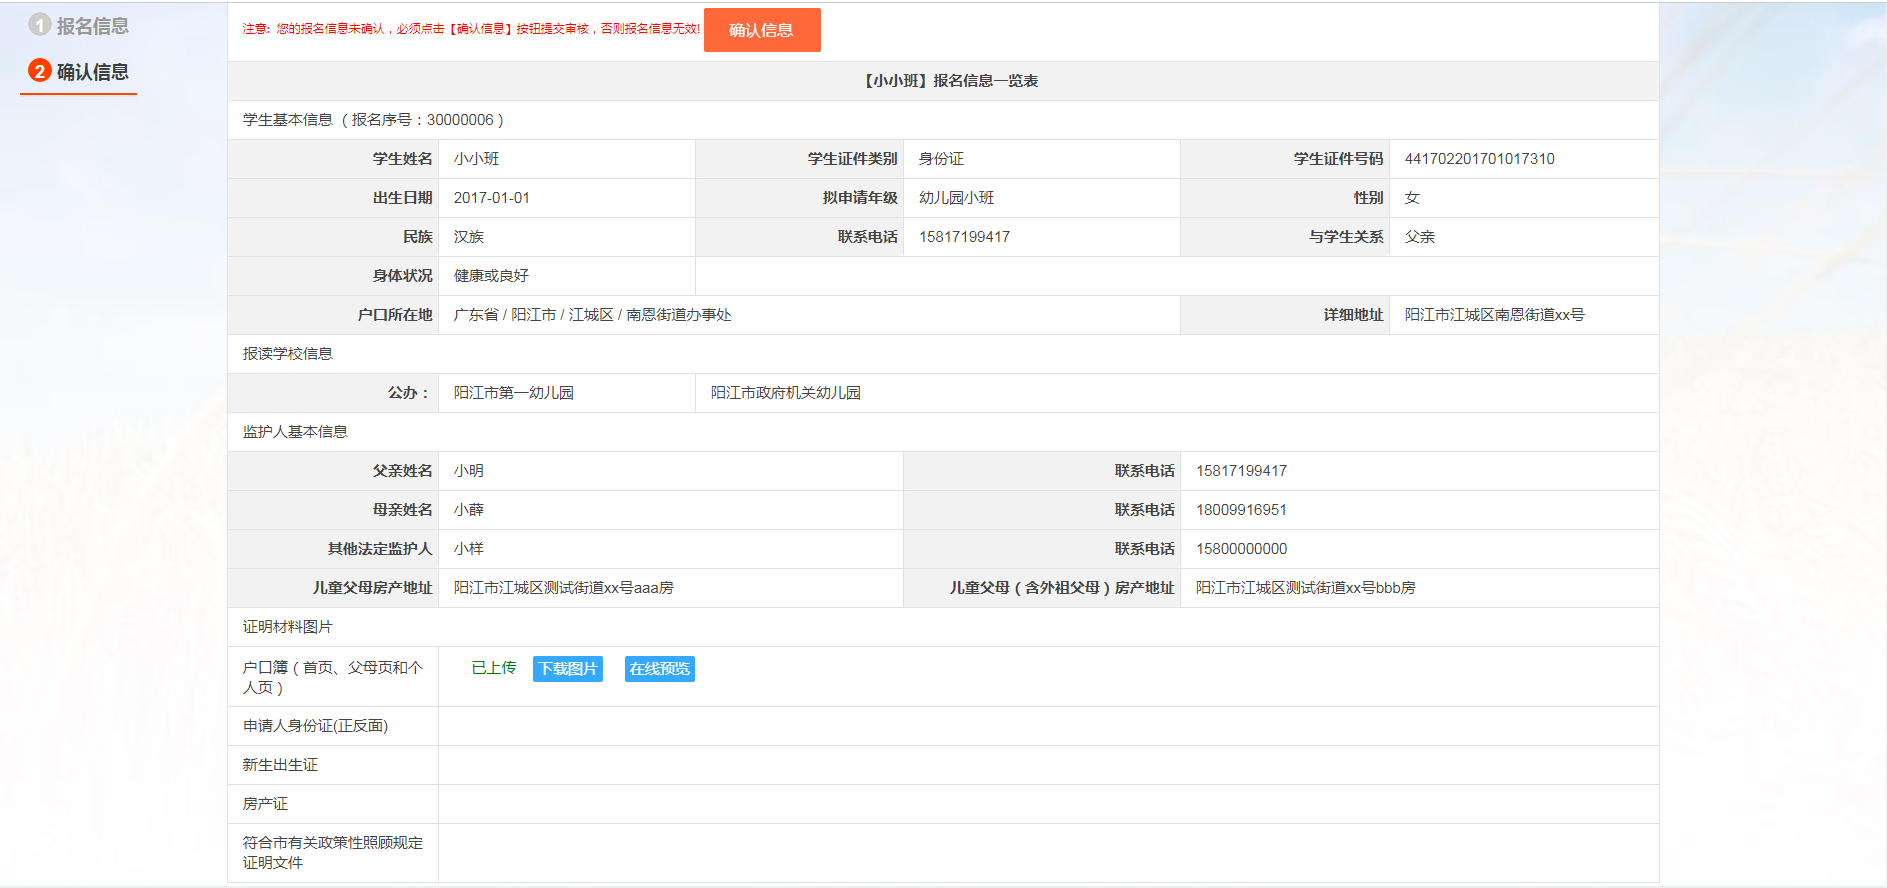 1 报名信息
2 确认信息
注意：您的报名信息未确认，必须点击【确认信息】按钮提交审核，否则报名信息无效! 确认信息
【小小班】报名信息一览表
学生基本信息（报名序号：30000006）
学生姓名 小小班 学生证件类别 身份证 学生证件号码 441702201701017310
出生日期 2017-01-01 拟申请年级 幼儿园小班 性别 女
民族 汉族 联系电话 15817199417 与学生关系 父亲
身体状况 健康或良好
户口所在地 广东省 / 阳江市 / 江城区 / 南恩街道办事处 详细地址 阳江市江城区南恩街道xx号
报读学校信息
公办： 阳江市第一幼儿园 阳江市政府机关幼儿园
监护人基本信息
父亲姓名 小明 联系电话 15817199417
母亲姓名 小薛 联系电话 18009916951
其他法定监护人 小样 联系电话 15800000000
儿童父母房产地址 阳江市江城区测试街道xx号aaa房 儿童父母（含外祖父母）房产地址 阳江市江城区测试街道xx号bbb房
证明材料图片
户口簿（首页、父母页和个
人页） 已上传 下载图片 在线预览
申请人身份证(正反面)
新生出生证
房产证
符合市有关政策性照顾规定
证明文件